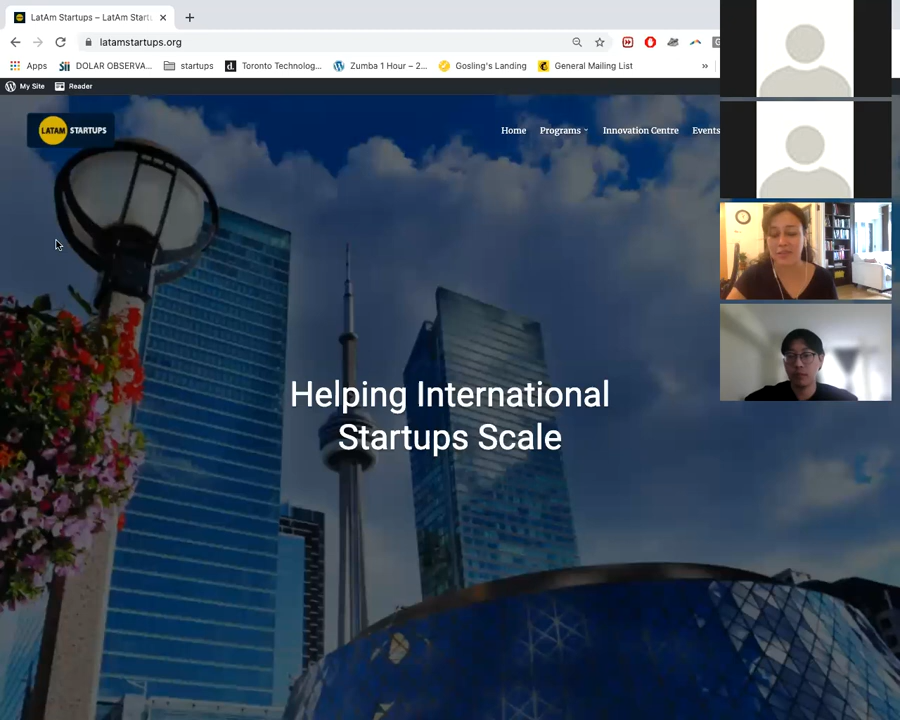 LatAm Startups – LatAm Start
latamstartups.org
Apps
DOLAR OBSERVA...
startups
Toronto Technolog...
Zumba 1 Hour – 2...
Gosling's Landing
General Mailing List
»
My Site
Reader
LATAM STARTUPS
Home
Programs
Innovation Centre
Events
Helping International
Startups Scale